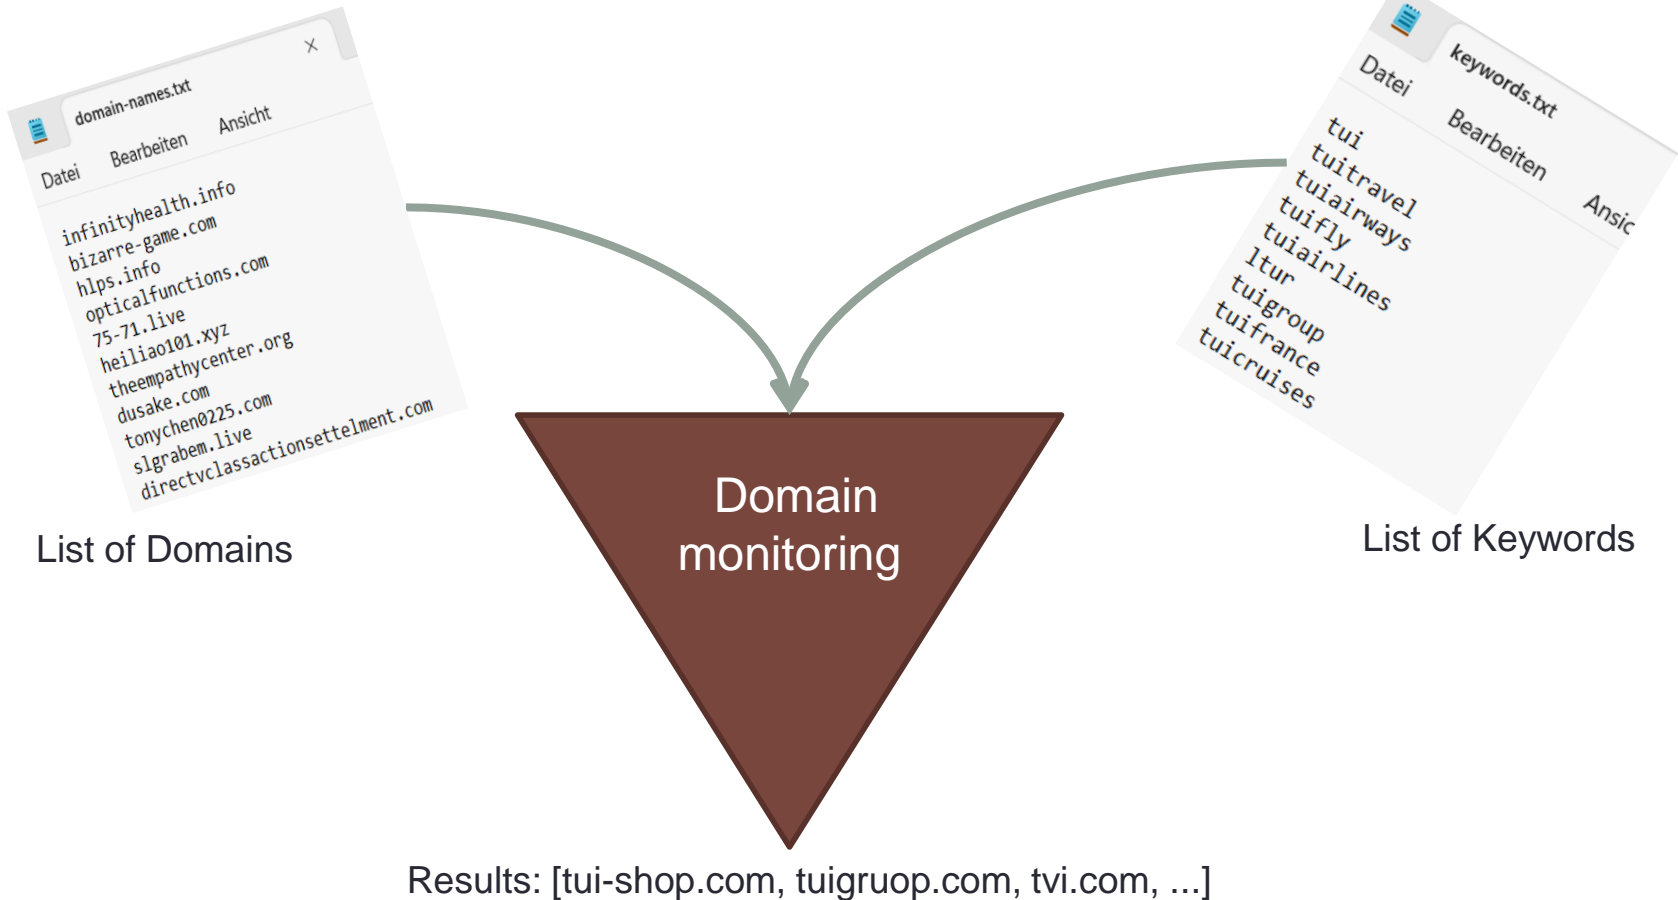 domain-names.txt
Datei Bearbeiten Ansicht
infinityhealth.info
bizarre-game.com
hlps.info
opticalfunctions.com
75-71.live
heiliao101.xyz
theempathycenter.org
dusake.com
tonychen0225.com
slgrabem.live
directvclassactionsettelment.com
List of Domains
keywords.txt
Datei Bearbeiten Ansic
tui
tuitravel
tuiairways
tuifly
tuiairlines
ltur
tuigroup
tuifrance
tuicruises
List of Keywords
Domain
monitoring
Results: [tui-shop.com, tuigruop.com, tvi.com, ...]